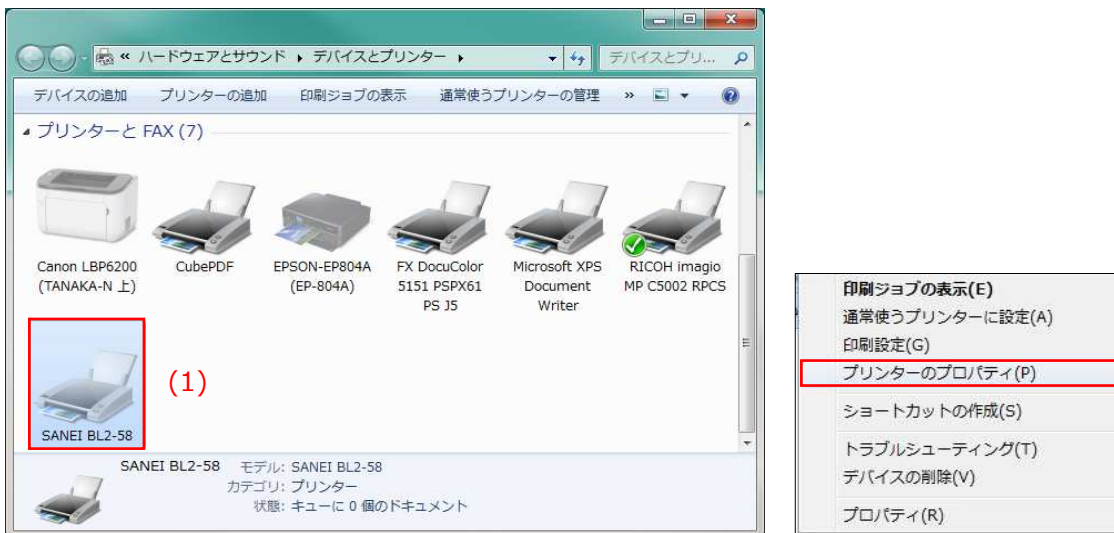 « ハードウェアとサウンド ▸ デバイスとプリンター ▸
デバイスとプリ...
デバイスの追加 プリンターの追加 印刷ジョブの表示 通常使うプリンターの管理 »
プリンターと FAX (7)
Canon LBP6200
(TANAKA-N 上)
CubePDF
EPSON-EP804A
(EP-804A)
FX DocuColor
5151 PSPX61
PS J5
Microsoft XPS
Document
Writer
RICOH imagio
MP C5002 RPCS
(1)
SANEI BL2-58
SANEI BL2-58 モデル: SANEI BL2-58
カテゴリ: プリンター
状態: キューに 0 個のドキュメント
印刷ジョブの表示(E)
通常使うプリンターに設定(A)
印刷設定(G)
プリンターのプロパティ(P)
ショートカットの作成(S)
トラブルシューティング(T)
デバイスの削除(V)
プロパティ(R)